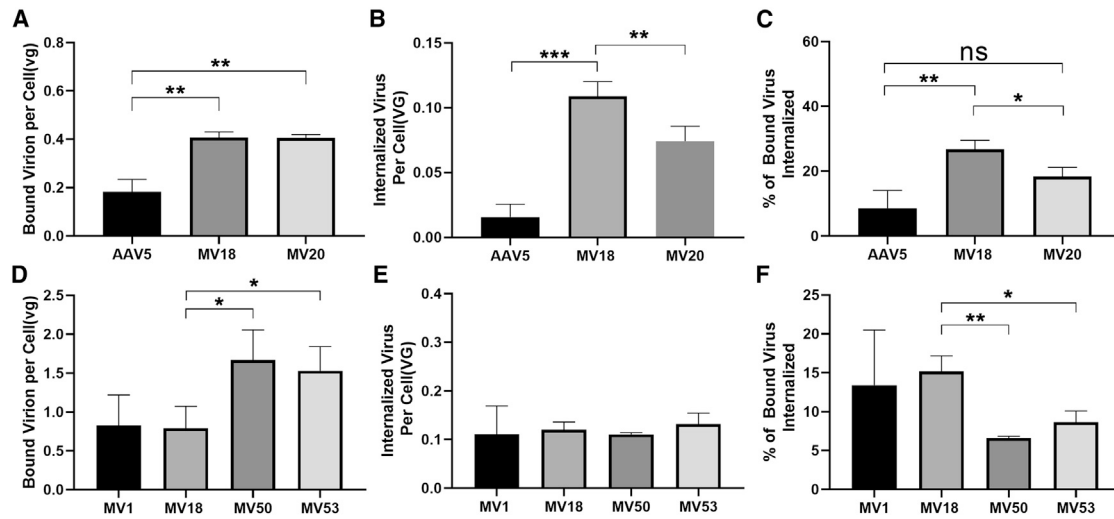 A
Bound Virion per Cell(vg)
0.8
0.6
0.4
0.2
0.0
**
**
AAV5 MV18 MV20
B
Internalized Virus
Per Cell(VG)
0.15
0.10
0.05
0.00
***
**
AAV5 MV18 MV20
C
% of Bound Virus
Internalized
60
40
20
0
ns
**
*
AAV5 MV18 MV20
D
Bound Virion per Cell(vg)
2.5
2.0
1.5
1.0
0.5
0.0
*
*
MV1 MV18 MV50 MV53
E
Internalized Virus
Per Cell(VG)
0.4
0.3
0.2
0.1
0.0
MV1 MV18 MV50 MV53
F
% of Bound Virus
Internalized
25
20
15
10
5
0
*
**
MV1 MV18 MV50 MV53